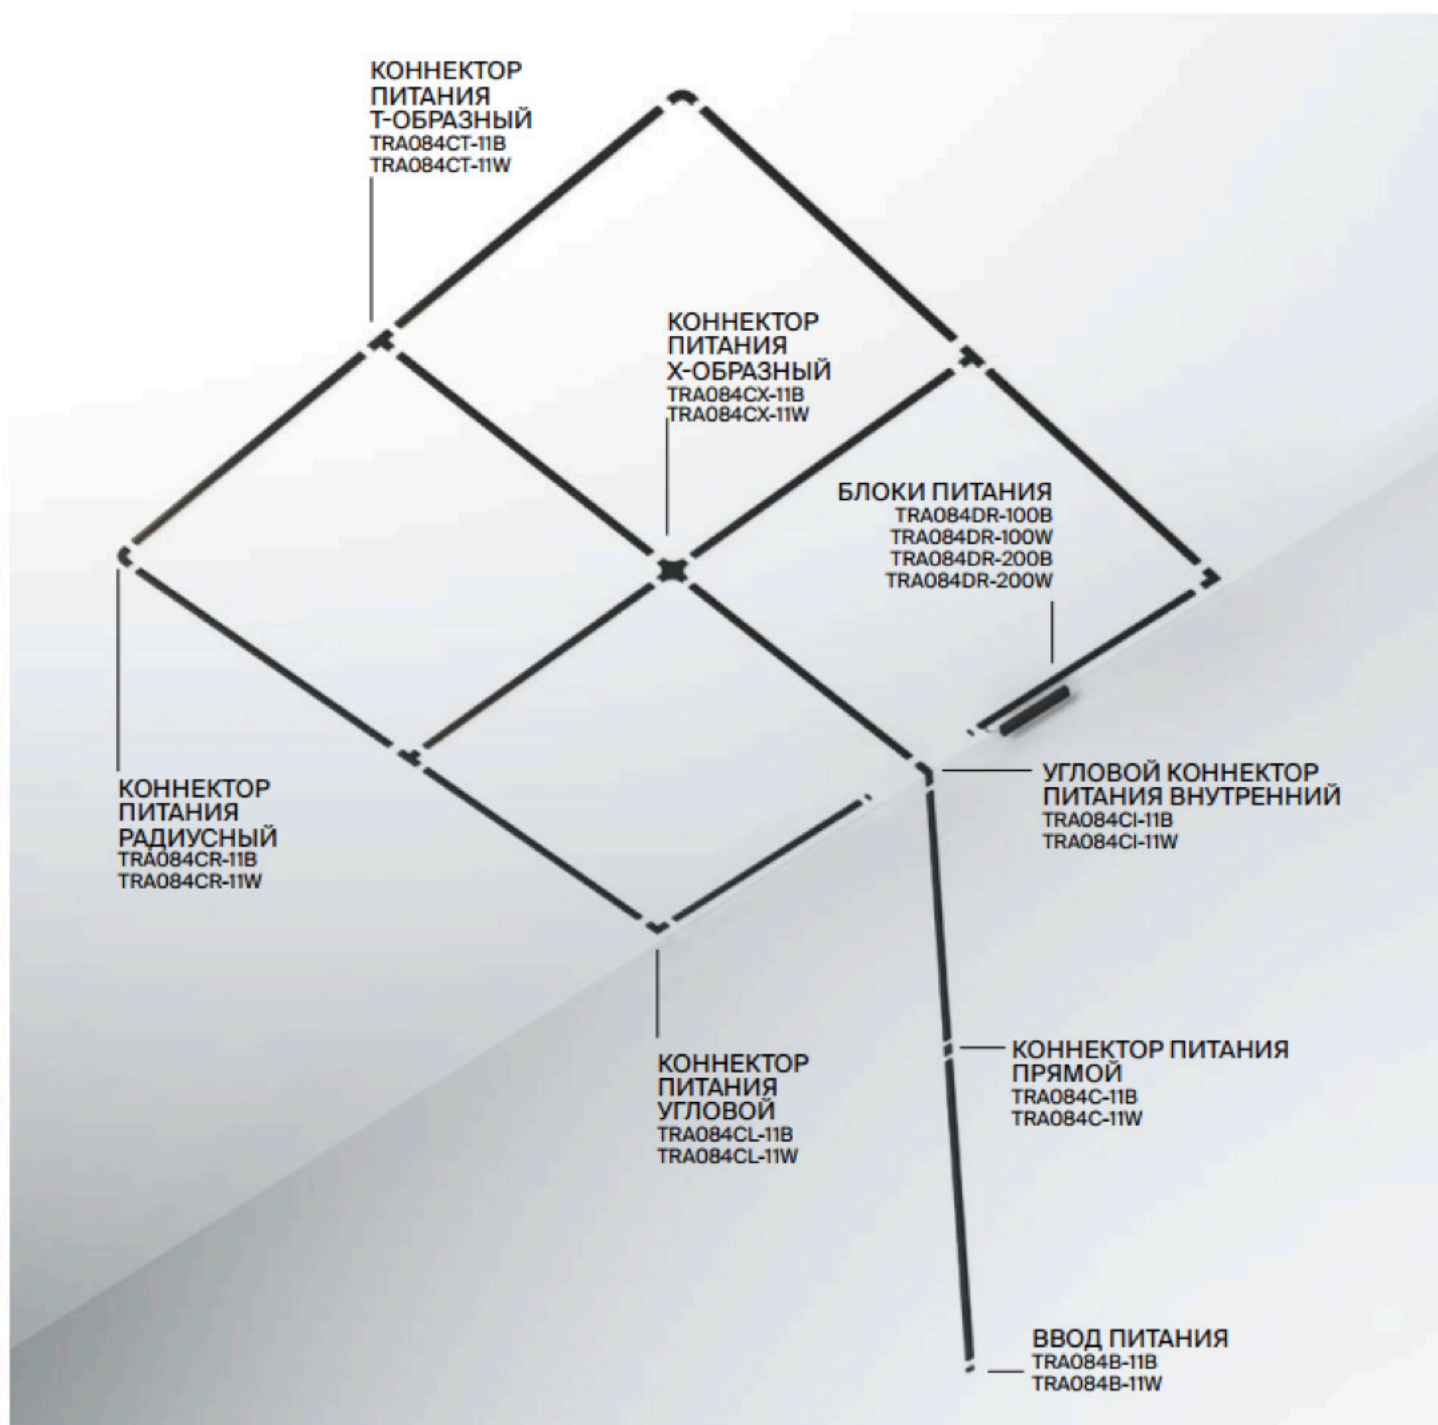 КОННЕКТОР
ПИТАНИЯ
Т-ОБРАЗНЫЙ
TRA084CT-11B
TRA084CT-11W
КОННЕКТОР
ПИТАНИЯ
Х-ОБРАЗНЫЙ
TRA084CX-11B
TRA084CX-11W
БЛОКИ ПИТАНИЯ
TRA084DR-100B
TRA084DR-100W
TRA084DR-200B
TRA084DR-200W
КОННЕКТОР
ПИТАНИЯ
РАДИУСНЫЙ
TRA084CR-11B
TRA084CR-11W
УГЛОВОЙ КОННЕКТОР
ПИТАНИЯ ВНУТРЕННИЙ
TRA084CI-11B
TRA084CI-11W
КОННЕКТОР
ПИТАНИЯ
УГЛОВОЙ
TRA084CL-11B
TRA084CL-11W
КОННЕКТОР ПИТАНИЯ
ПРЯМОЙ
TRA084C-11B
TRA084C-11W
ВВОД ПИТАНИЯ
TRA084B-11B
TRA084B-11W